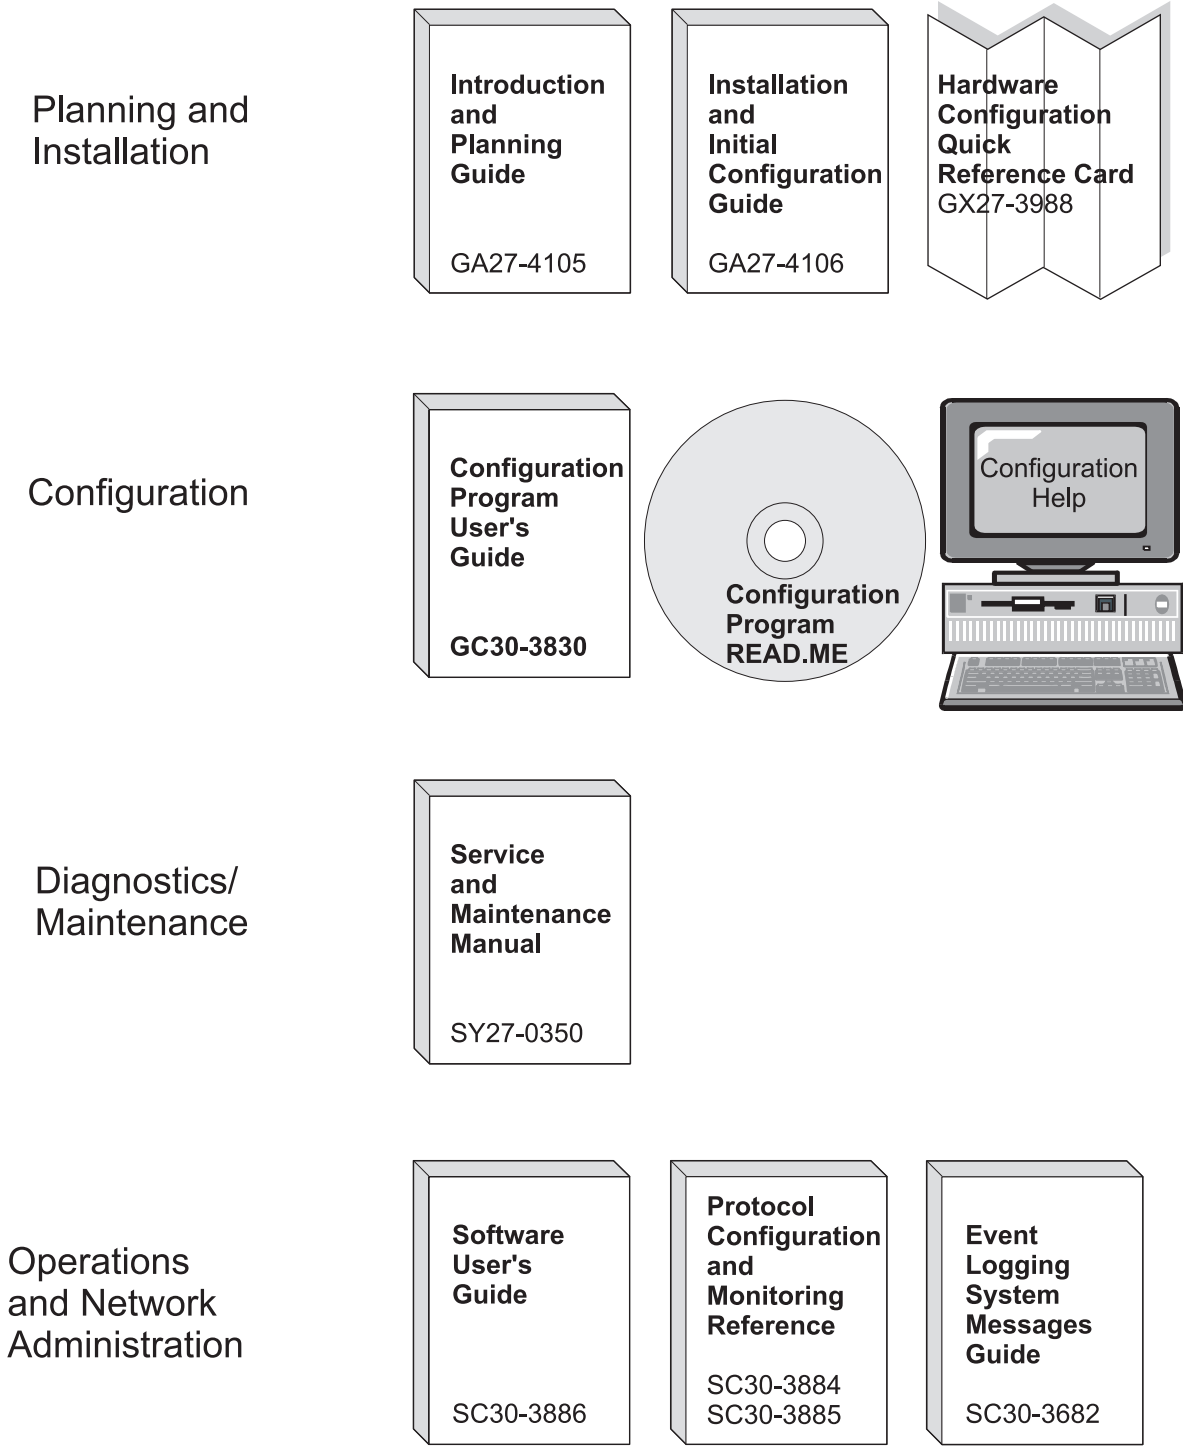 Planning and
Installation
Introduction
and
Planning
Guide
GA27-4105
Installation
and
Initial
Configuration
Guide
GA27-4106
Hardware
Configuration
Quick
Reference Card
GX27-3988
Configuration
Configuration
Program
User's
Guide
GC30-3830
Configuration
Program
READ.ME
Configuration
Help
Diagnostics/
Maintenance
Service
and
Maintenance
Manual
SY27-0350
Operations
and Network
Administration
Software
User's
Guide
SC30-3886
Protocol
Configuration
and
Monitoring
Reference
SC30-3884
SC30-3885
Event
Logging
System
Messages
Guide
SC30-3682